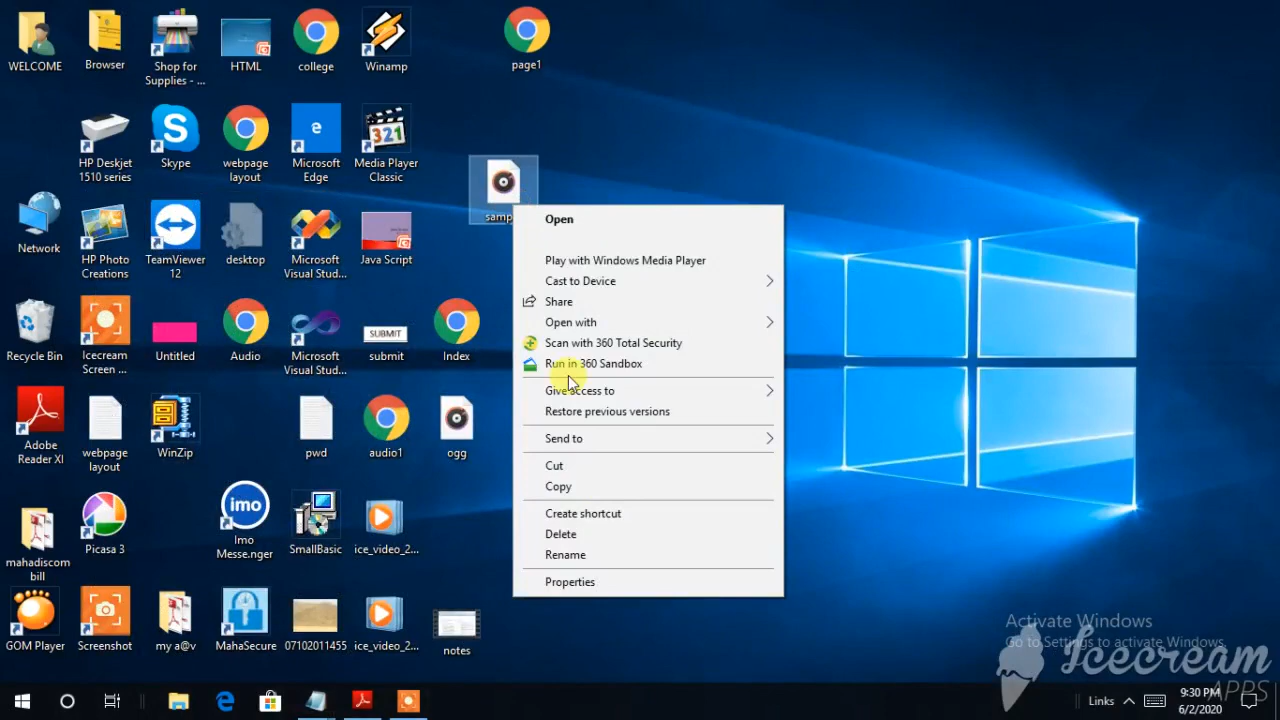 WELCOME
Browser
Shop for
Supplies - ...
HTML
college
Winamp
page1
HP Deskjet
1510 series
Skype
webpage
layout
e
Microsoft
Edge
321
Media Player
Classic
Network
HP Photo
Creations
TeamViewer
12
desktop
Microsoft
Visual Stud...
Java Script
Recycle Bin
Icecream
Screen ...
Untitled
Audio
Microsoft
Visual Stud...
SUBMIT
submit
Index
Adobe
Reader XI
webpage
layout
WinZip
pwd
audio1
ogg
mahadiscom
bill
Picasa 3
imo
Imo
Messe.nger
SmallBasic
ice_video_2...
GOM Player
Screenshot
my a@v
MahaSecure
07102011455
ice_video_2...
notes
Open
Play with Windows Media Player
Cast to Device
Share
Open with
Scan with 360 Total Security
Run in 360 Sandbox
Give access to
Restore previous versions
Send to
Cut
Copy
Create shortcut
Delete
Rename
Properties
Activate Windows
Go to Settings to activate Windows.
Icecream
APPS
Links
9:30 PM
6/2/2020